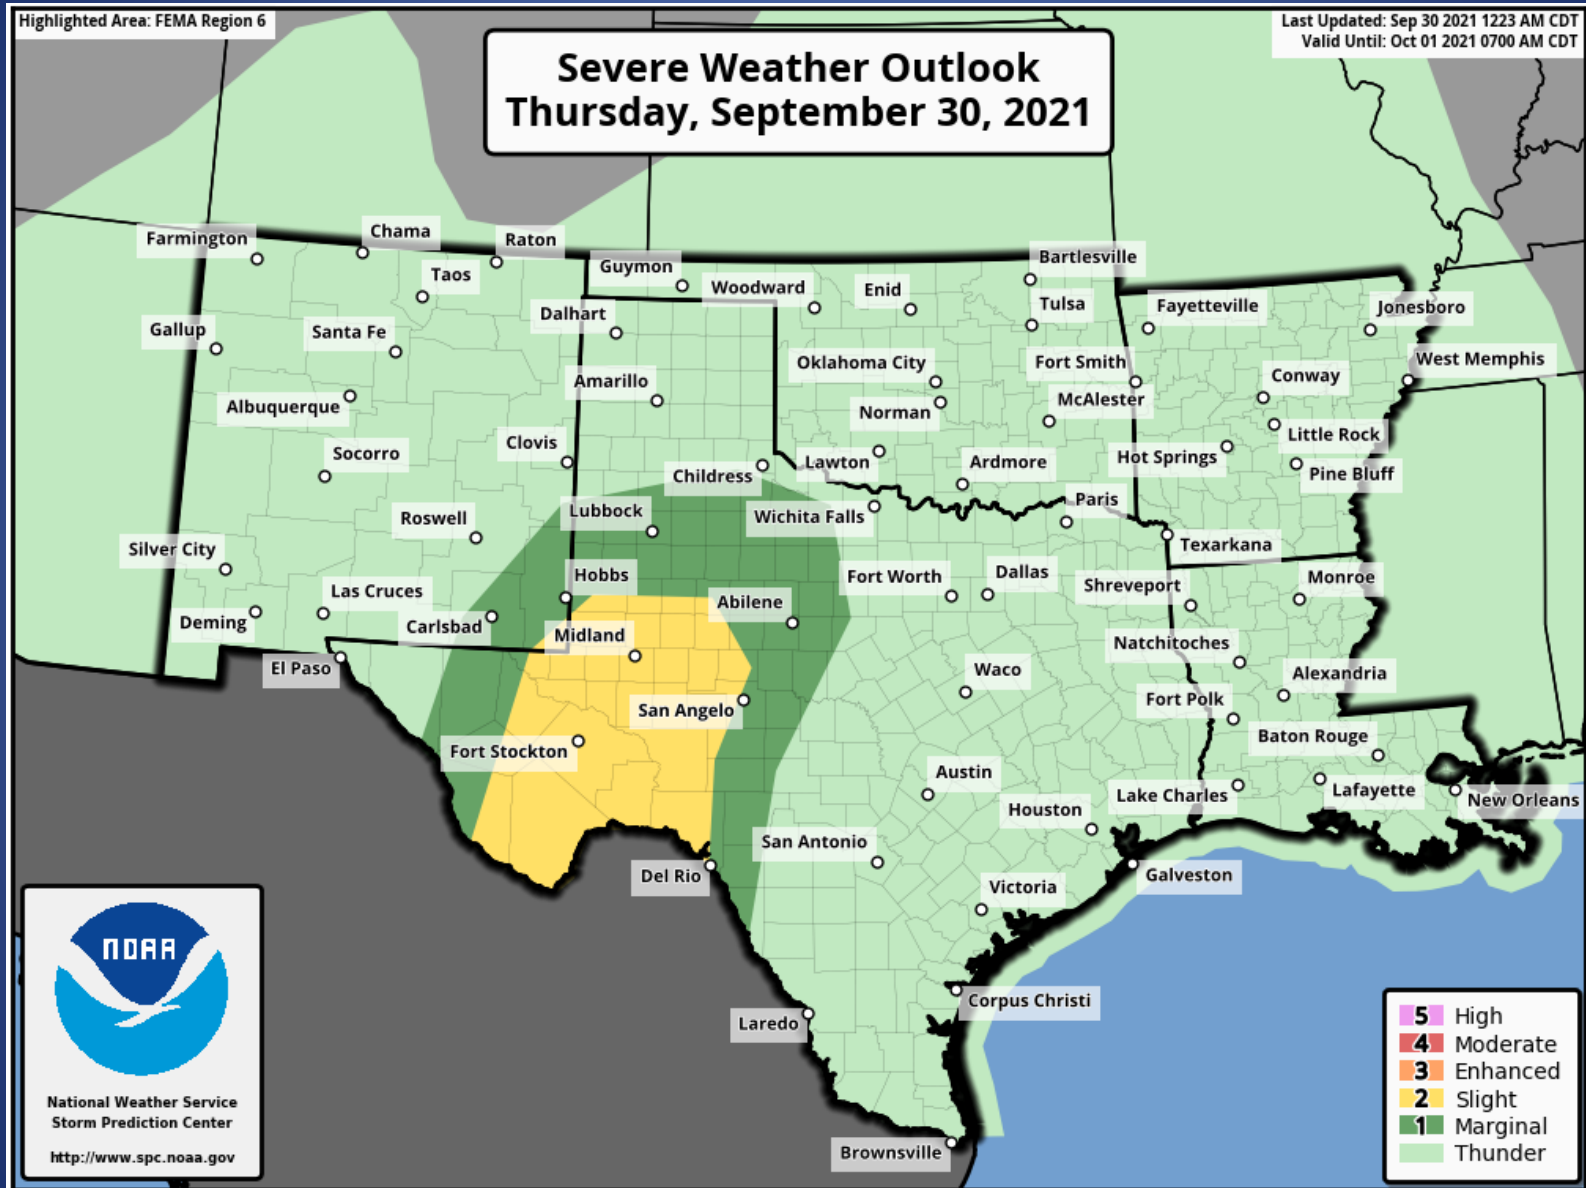 Highlighted Area: FEMA Region 6
Last Updated: Sep 30 2021 1223 AM CDT
Valid Until: Oct 01 2021 0700 AM CDT
Severe Weather Outlook
Thursday, September 30, 2021
Farmington
Chama
Raton
Taos
Guymon
Woodward
Enid
Bartlesville
Tulsa
Fayetteville
Jonesboro
Gallup
Santa Fe
Dalhart
Oklahoma City
Fort Smith
West Memphis
Conway
Albuquerque
Amarillo
Norman
McAlester
Little Rock
Socorro
Clovis
Childress
Lawton
Ardmore
Hot Springs
Pine Bluff
Roswell
Lubbock
Wichita Falls
Paris
Texarkana
Silver City
Las Cruces
Hobbs
Fort Worth
Dallas
Shreveport
Monroe
Deming
Carlsbad
Abilene
Midland
Natchitoches
El Paso
Waco
Alexandria
San Angelo
Fort Polk
Fort Stockton
Baton Rouge
Austin
Houston
Lake Charles
Lafayette
New Orleans
San Antonio
Del Rio
Victoria
Galveston
Corpus Christi
Laredo
Brownsville
NOAA
National Weather Service
Storm Prediction Center
http://www.spc.noaa.gov
5 High
4 Moderate
3 Enhanced
2 Slight
1 Marginal
Thunder